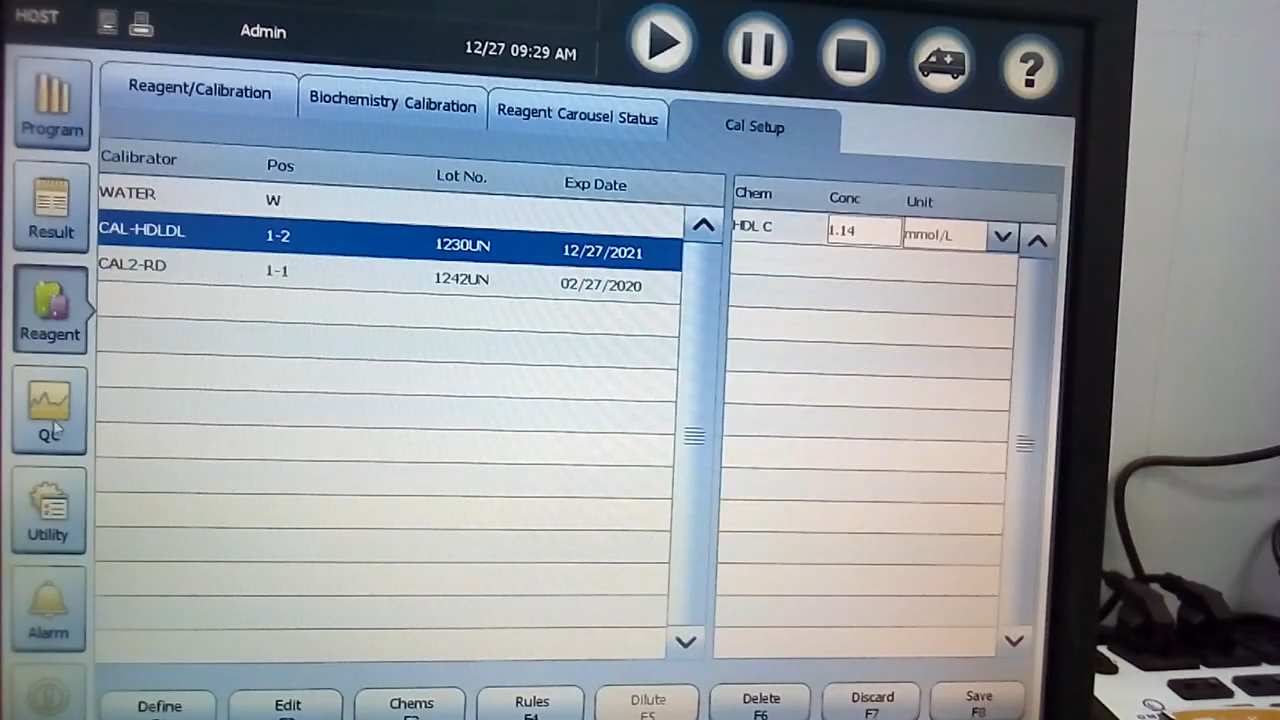 HOST
Admin
12/27 09:29 AM
?
Program
Result
Reagent
QC
Utility
Alarm
Reagent/Calibration
Biochemistry Calibration
Reagent Carousel Status
Cal Setup
Calibrator Pos Lot No. Exp Date
WATER W
CAL-HDLDL 1-2 1230UN 12/27/2021
CAL2-RD 1-1 1242UN 02/27/2020
Chem Conc Unit
HDL C 1.14 mmol/L
Define Edit Chems Rules Dilute Delete Discard Save
F4 F5 F6 F7 F8